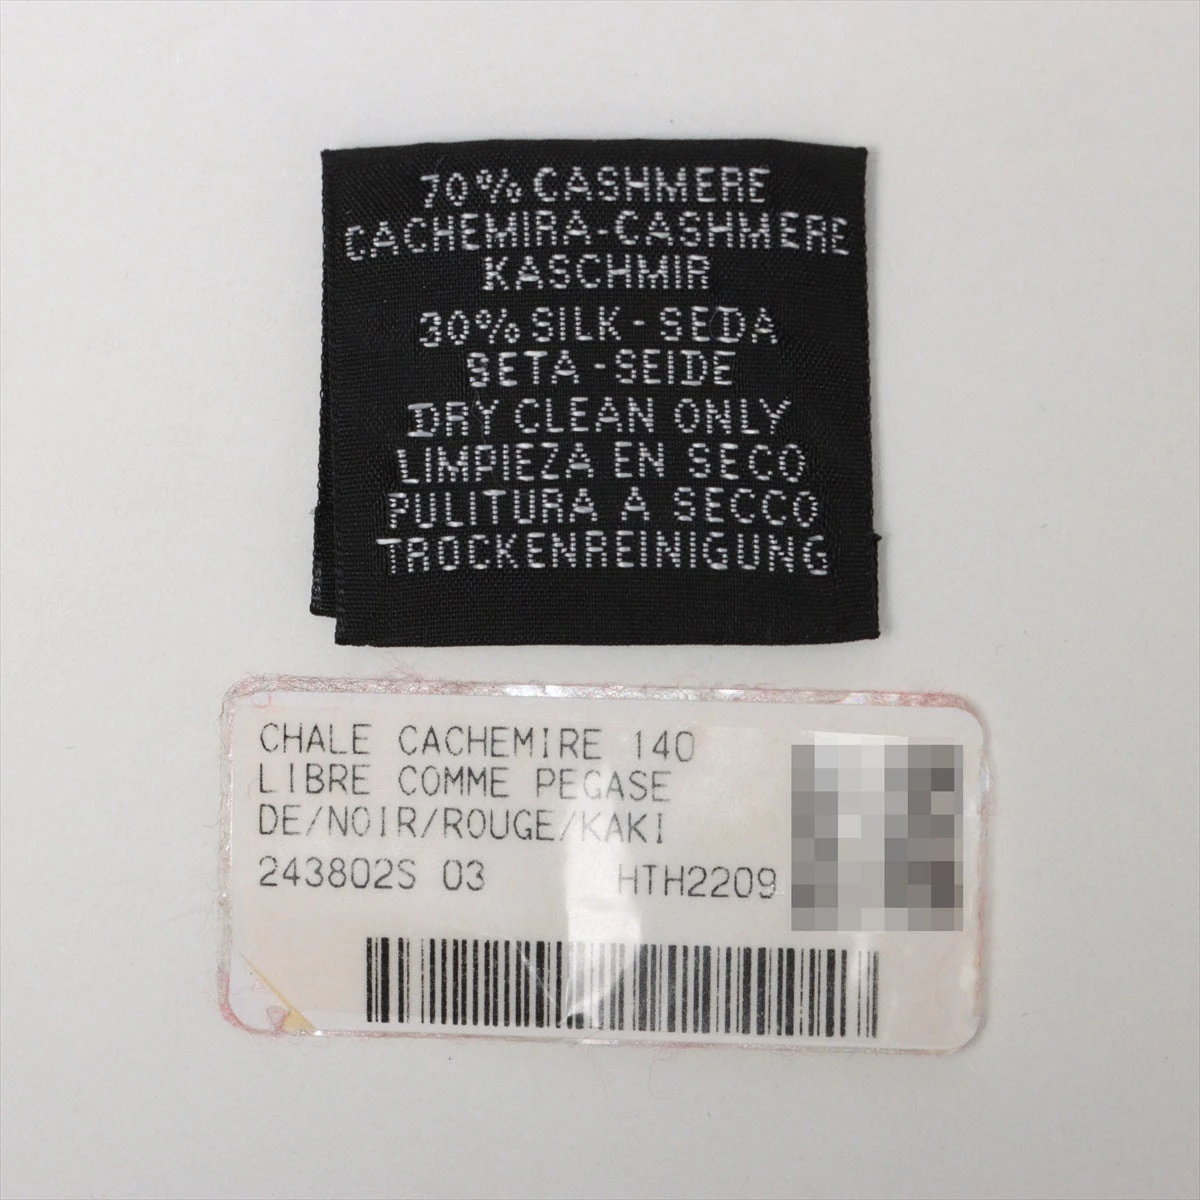 70% CASHMERE
CACHEMIRA-CASHMERE
KASCHMIR
30% SILK - SEDA
SETA - SEIDE
DRY CLEAN ONLY
LIMPIEZA EN SECO
PULITURA A SECCO
TROCKENREINIGUNG
CHALE CACHEMIRE 140
LIBRE COMME PEGASE
DE/NOIR/ROUGE/KAKI
243802S 03 HTH2209